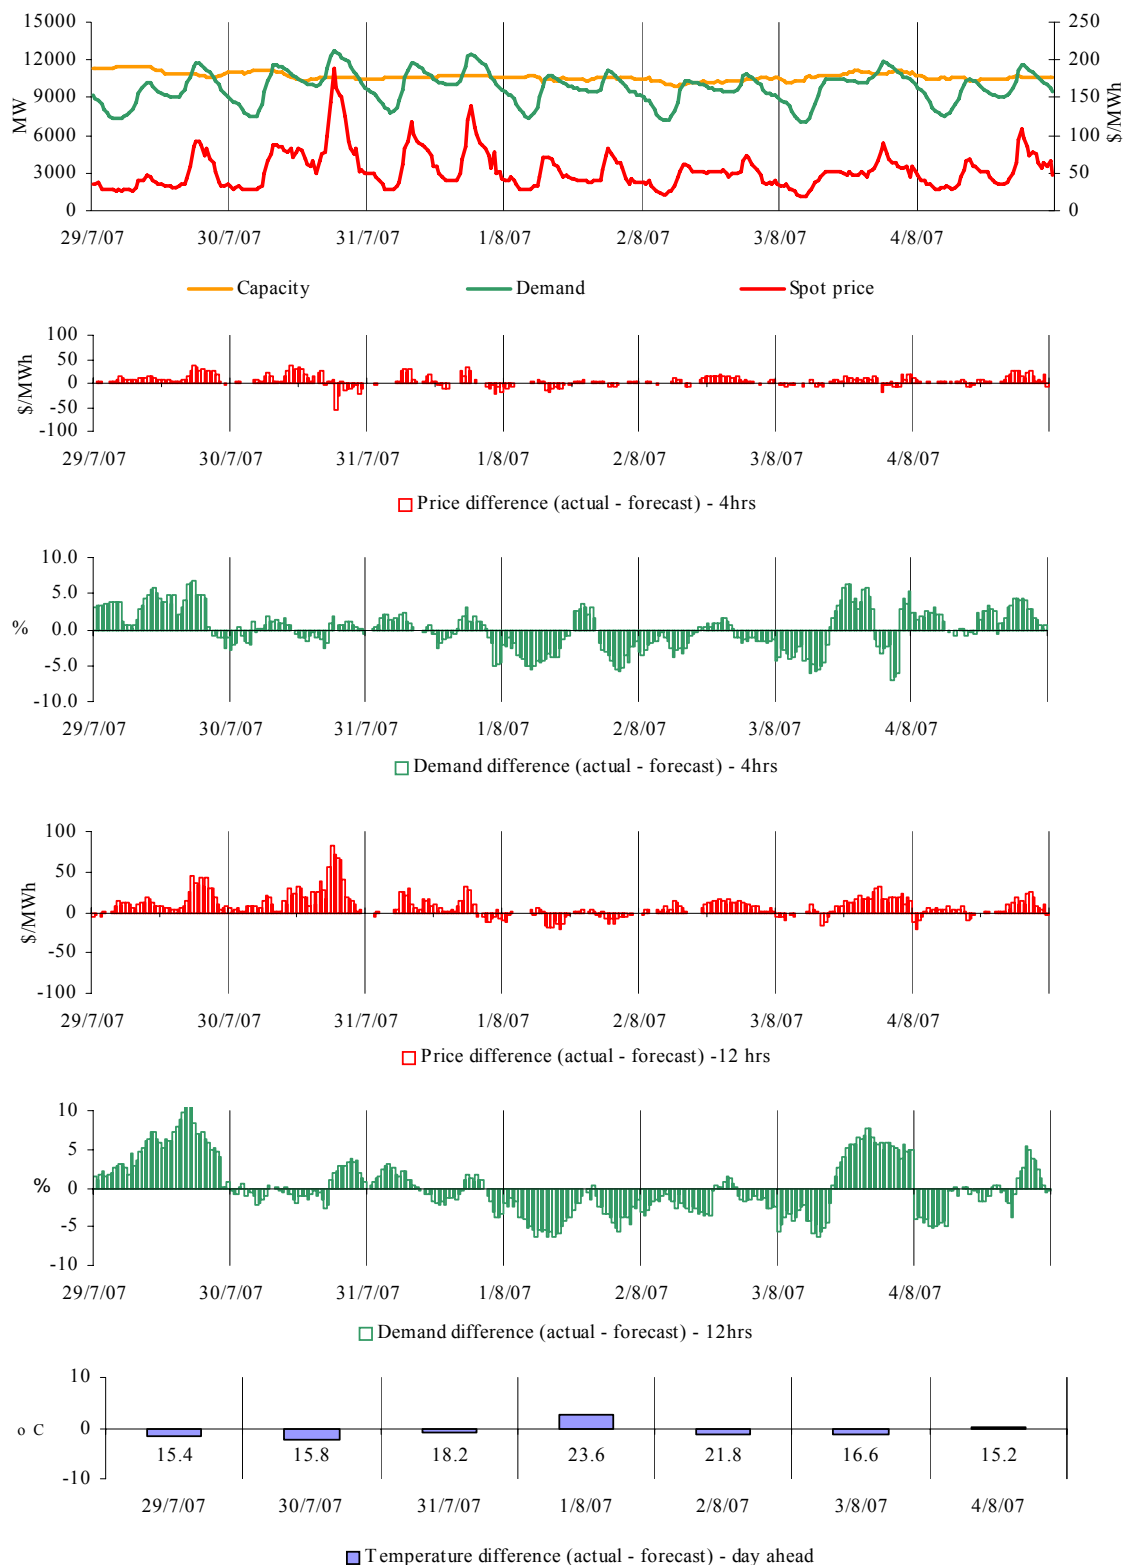 15000 250
12000 200
9000 150
6000 100
3000 50
0 0
MW
$/MWh
29/7/07 30/7/07 31/7/07 1/8/07 2/8/07 3/8/07 4/8/07
Capacity Demand Spot price
100
50
0
-50
-100
$/MWh
29/7/07 30/7/07 31/7/07 1/8/07 2/8/07 3/8/07 4/8/07
Price difference (actual - forecast) - 4hrs
10.0
5.0
0.0
-5.0
-10.0
%
29/7/07 30/7/07 31/7/07 1/8/07 2/8/07 3/8/07 4/8/07
Demand difference (actual - forecast) - 4hrs
100
50
0
-50
-100
$/MWh
29/7/07 30/7/07 31/7/07 1/8/07 2/8/07 3/8/07 4/8/07
Price difference (actual - forecast) -12 hrs
10
5
0
-5
-10
%
29/7/07 30/7/07 31/7/07 1/8/07 2/8/07 3/8/07 4/8/07
Demand difference (actual - forecast) - 12hrs
10
0
-10
o C
15.4 15.8 18.2 23.6 21.8 16.6 15.2
29/7/07 30/7/07 31/7/07 1/8/07 2/8/07 3/8/07 4/8/07
Temperature difference (actual - forecast) - day ahead